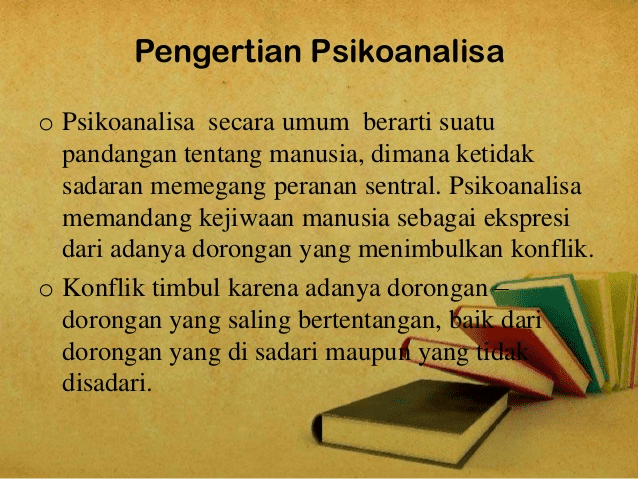 Pengertian Psikoanalisa
o Psikoanalisa secara umum berarti suatu
pandangan tentang manusia, dimana ketidak
sadaran memegang peranan sentral. Psikoanalisa
memandang kejiwaan manusia sebagai ekspresi
dari adanya dorongan yang menimbulkan konflik.
o Konflik timbul karena adanya dorongan –
dorongan yang saling bertentangan, baik dari
dorongan yang di sadari maupun yang tidak
disadari.